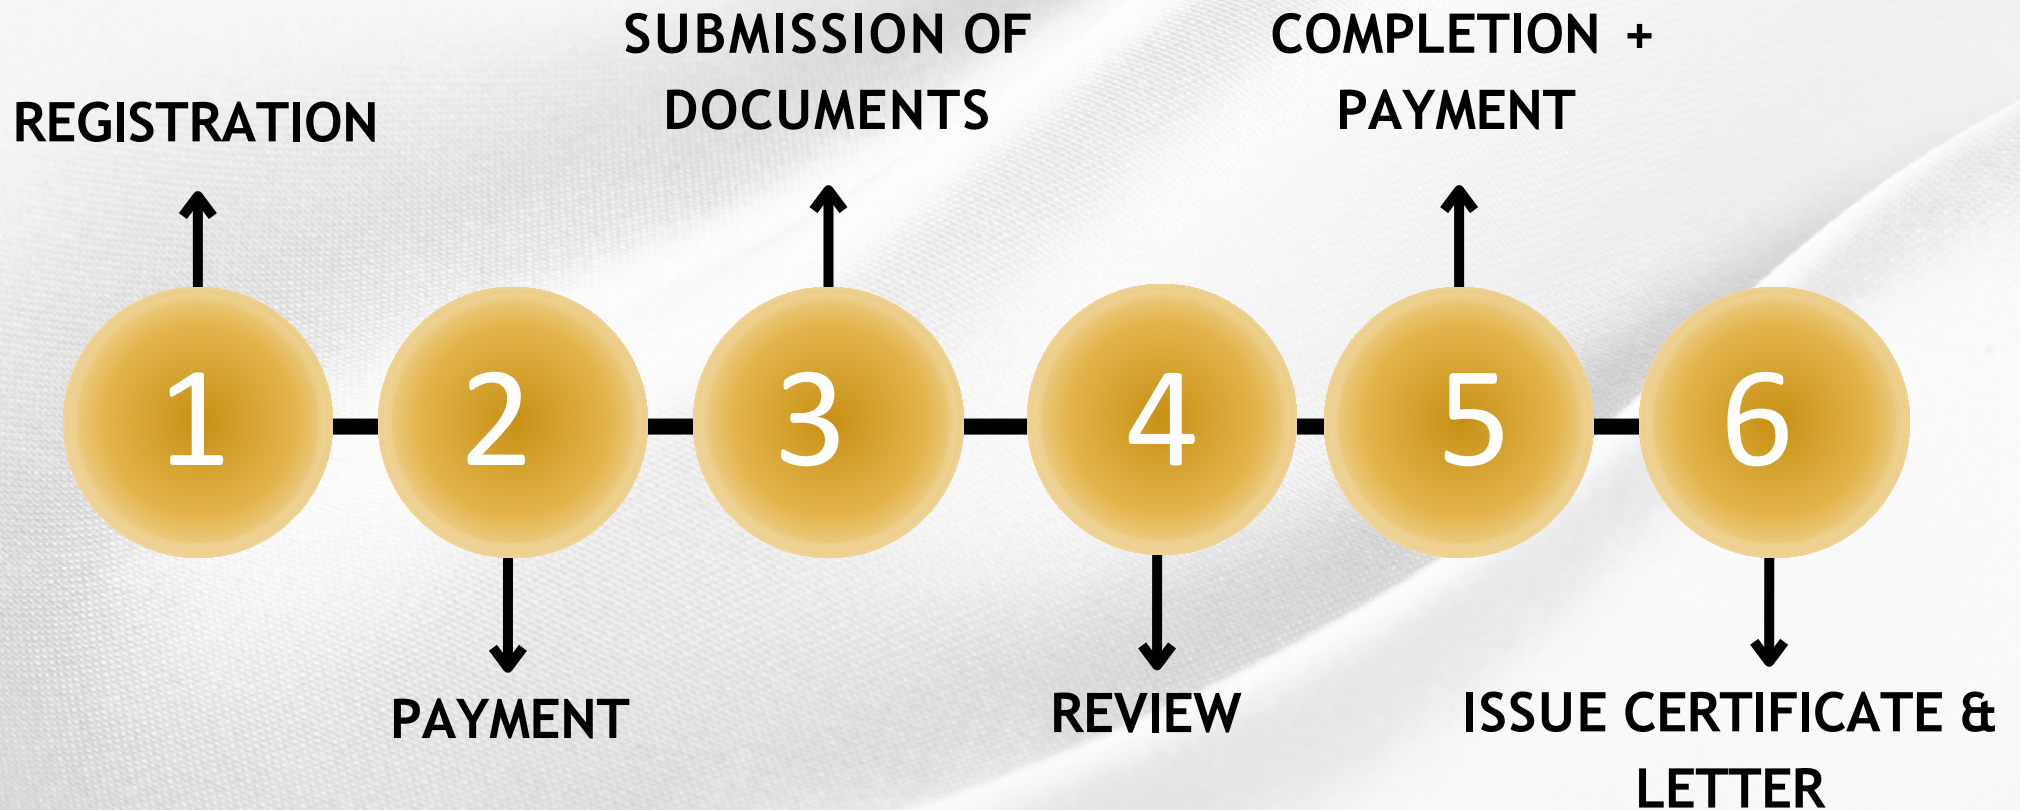 SUBMISSION OF
DOCUMENTS
COMPLETION +
PAYMENT
REGISTRATION
1
2
3
4
5
6
PAYMENT
REVIEW
ISSUE CERTIFICATE &
LETTER